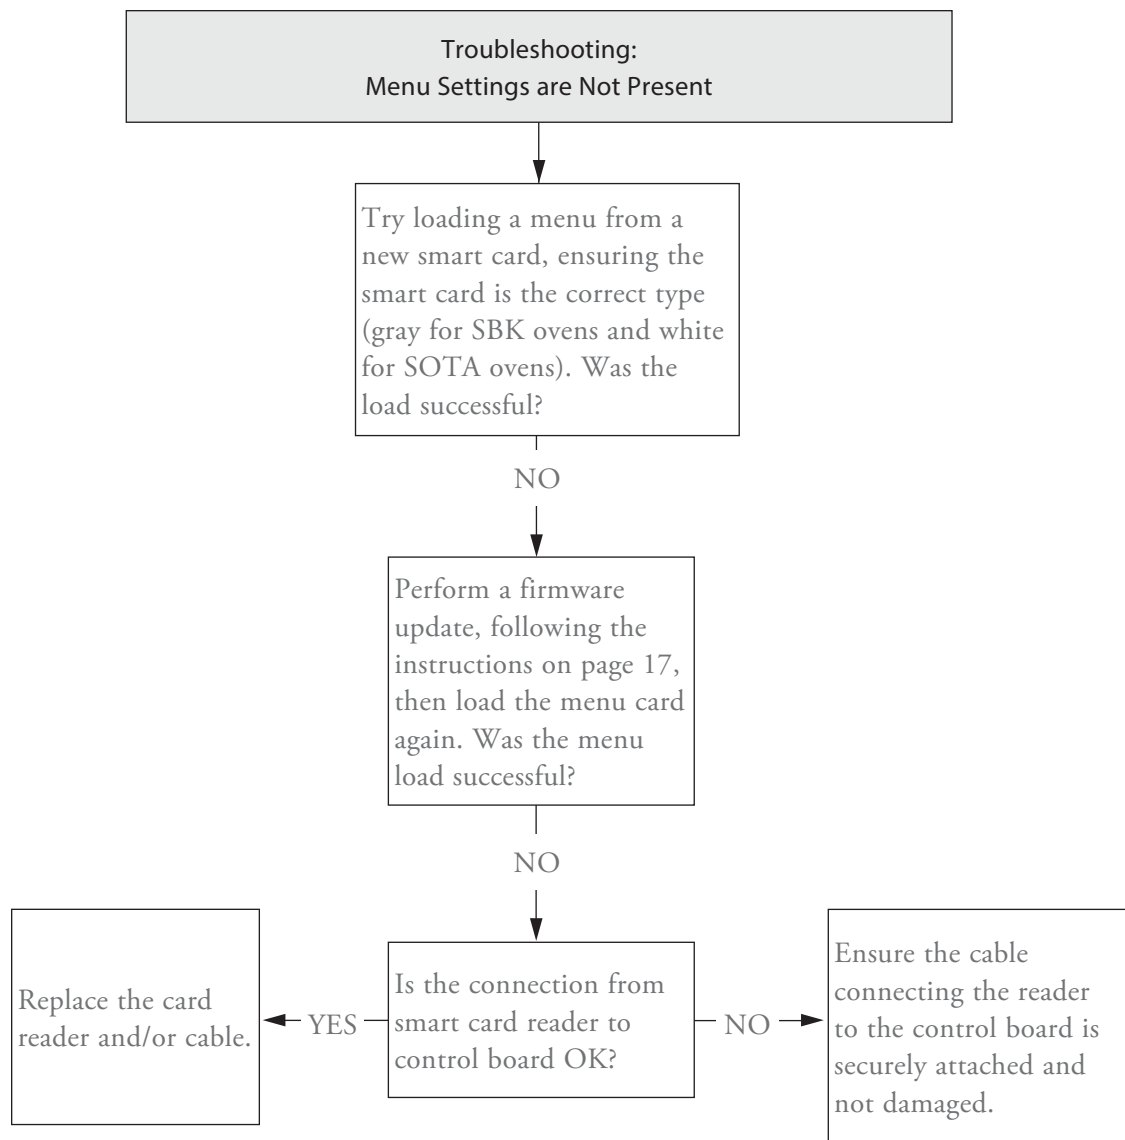 Troubleshooting:
Menu Settings are Not Present
Try loading a menu from a
new smart card, ensuring the
smart card is the correct type
(gray for SBK ovens and white
for SOTA ovens). Was the
load successful?
NO
Perform a firmware
update, following the
instructions on page 17,
then load the menu card
again. Was the menu
load successful?
NO
Replace the card
reader and/or cable.
YES
Is the connection from
smart card reader to
control board OK?
NO
Ensure the cable
connecting the reader
to the control board is
securely attached and
not damaged.